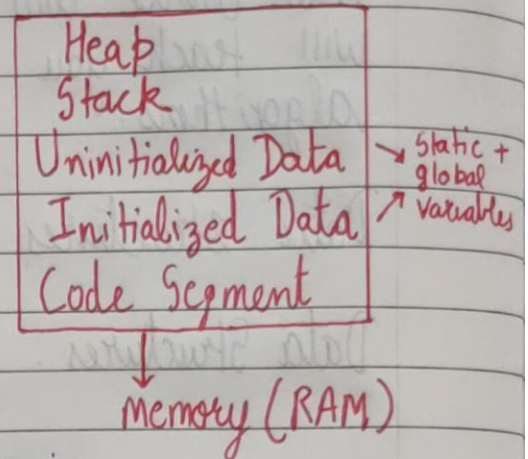 Heap
Stack
Uninitialized Data
Initialized Data
Code Segment
Static +
global
variables
Memory (RAM)